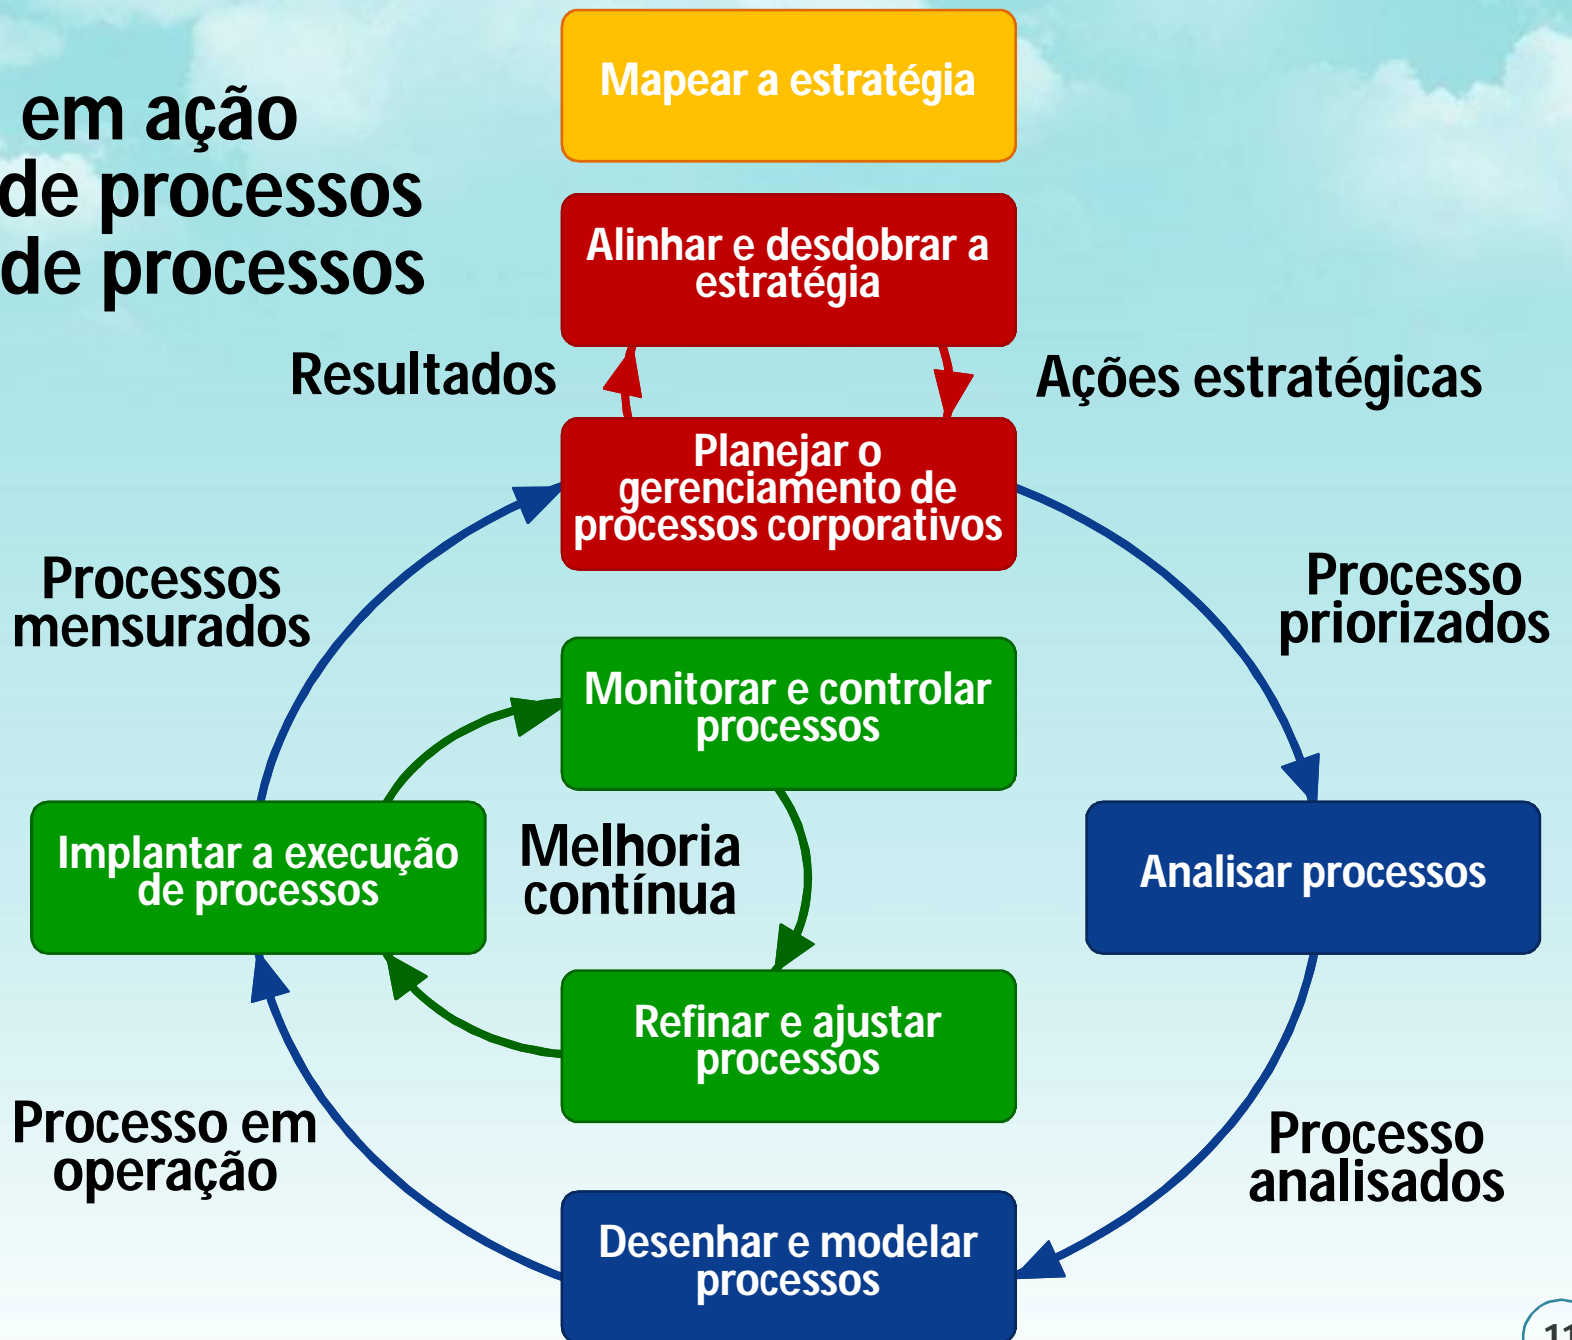 Mapear a estratégia
em ação
de processos
de processos
Alinhar e desdobrar a
estratégia
Resultados
Ações estratégicas
Planejar o
gerenciamento de
processos corporativos
Processos
mensurados
Processo
priorizados
Monitorar e controlar
processos
Implantar a execução
de processos
Melhoria
contínua
Analisar processos
Refinar e ajustar
processos
Processo em
operação
Processo
analisados
Desenhar e modelar
processos
11